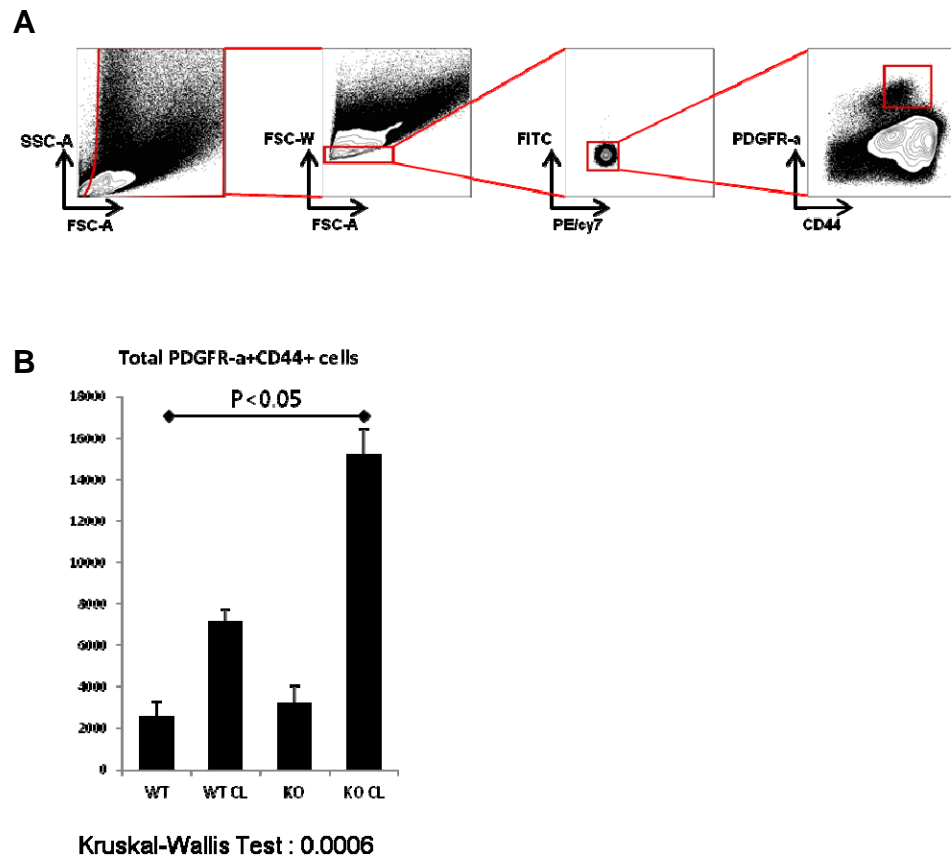 A
SSC-A
FSC-A
FSC-W
FSC-A
FITC
PE/cy7
PDGFR-a
CD44
B
Total PDGFR-a+CD44+ cells
18000
P<0.05
16000
14000
12000
10000
8000
6000
4000
2000
0
WT
WT CL
KO
KO CL
Kruskal-Wallis Test : 0.0006